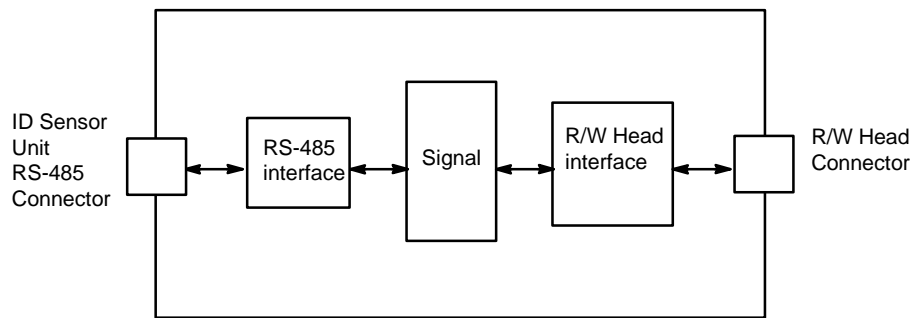 ID Sensor
Unit
RS-485
Connector
RS-485
interface
Signal
R/W Head
interface
R/W Head
Connector